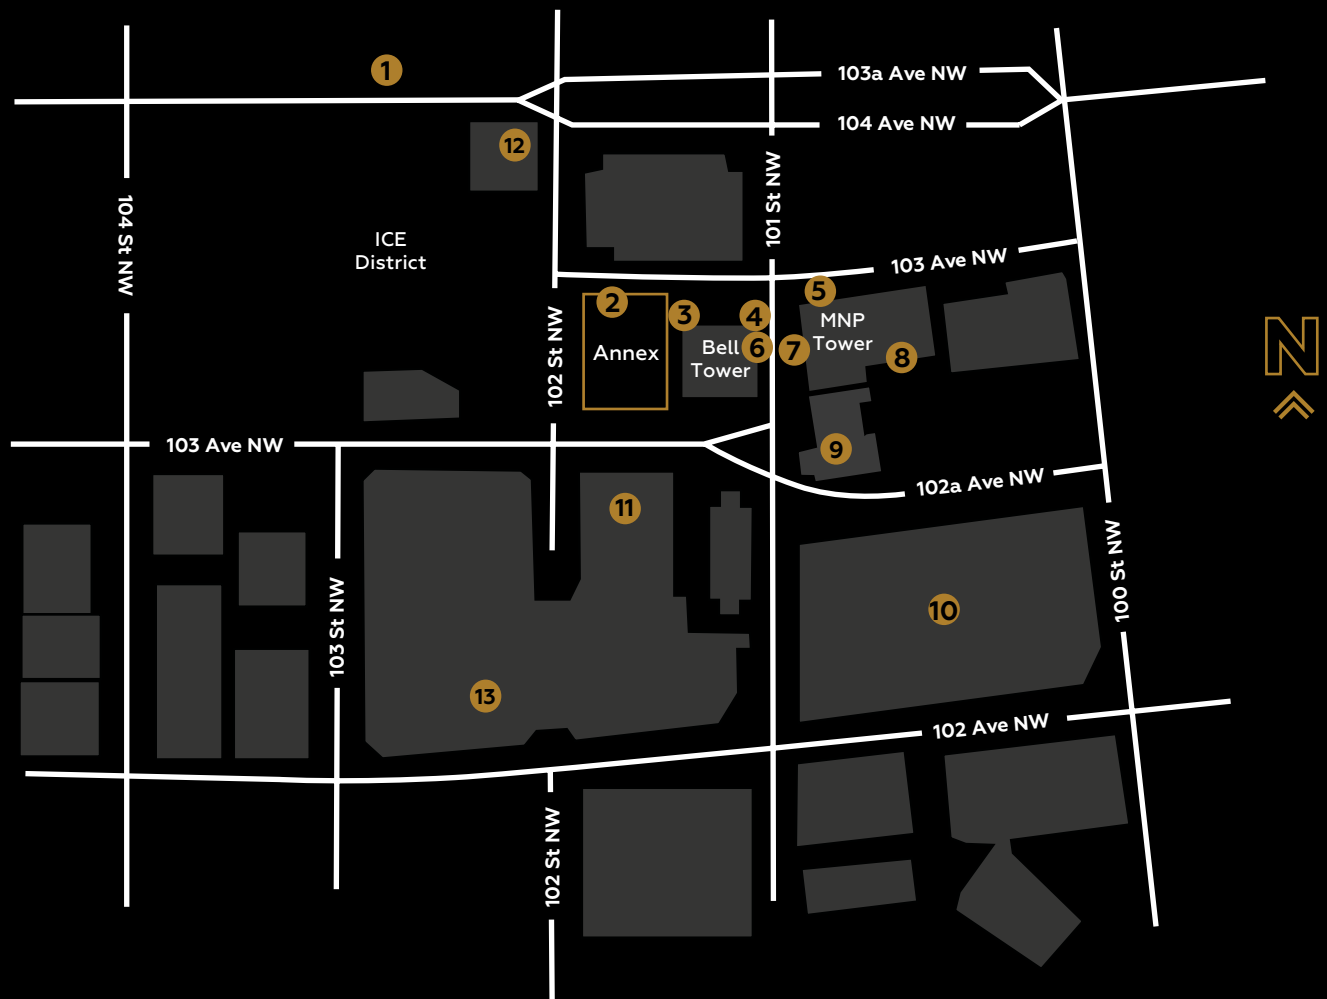 1
103a Ave NW
104 Ave NW
12
101 St NW
104 St NW
ICE
District
103 Ave NW
2
3
4
5
MNP
Tower
102 St NW
Annex
Bell
Tower
6
7
8
N
103 Ave NW
9
102a Ave NW
11
100 St NW
103 St NW
10
13
102 Ave NW
102 St NW